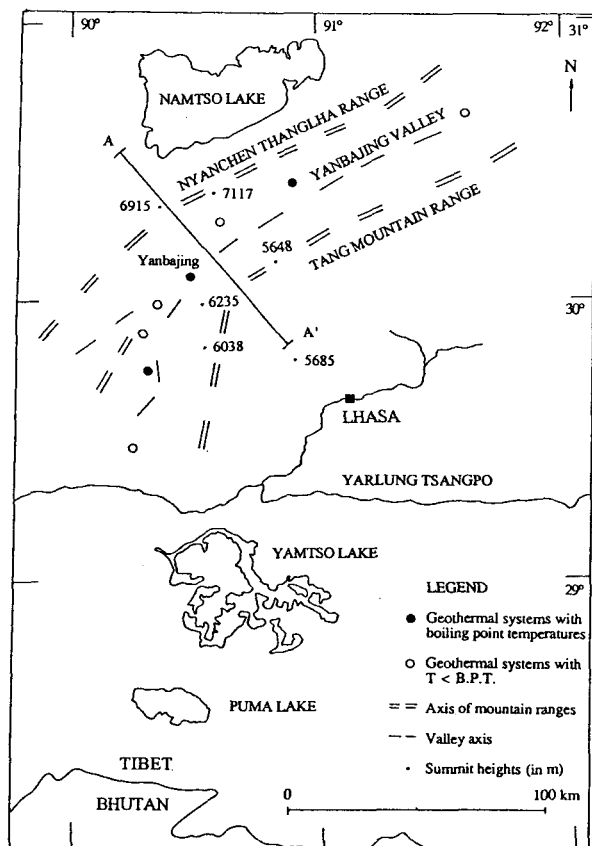 90°
91°
92°
31°
N
NAMTSO LAKE
NYANCHEN THANGLHA RANGE
YANBAJING VALLEY
TANG MOUNTAIN RANGE
A
7117
6915
5648
Yanbajing
6235
30°
A'
6038
5685
LHASA
YARLUNG TSANGPO
YAMTSO LAKE
29°
LEGEND
Geothermal systems with
boiling point temperatures
Geothermal systems with
T < B.P.T.
PUMA LAKE
Axis of mountain ranges
Valley axis
TIBET
Summit heights (in m)
BHUTAN
0
100 km